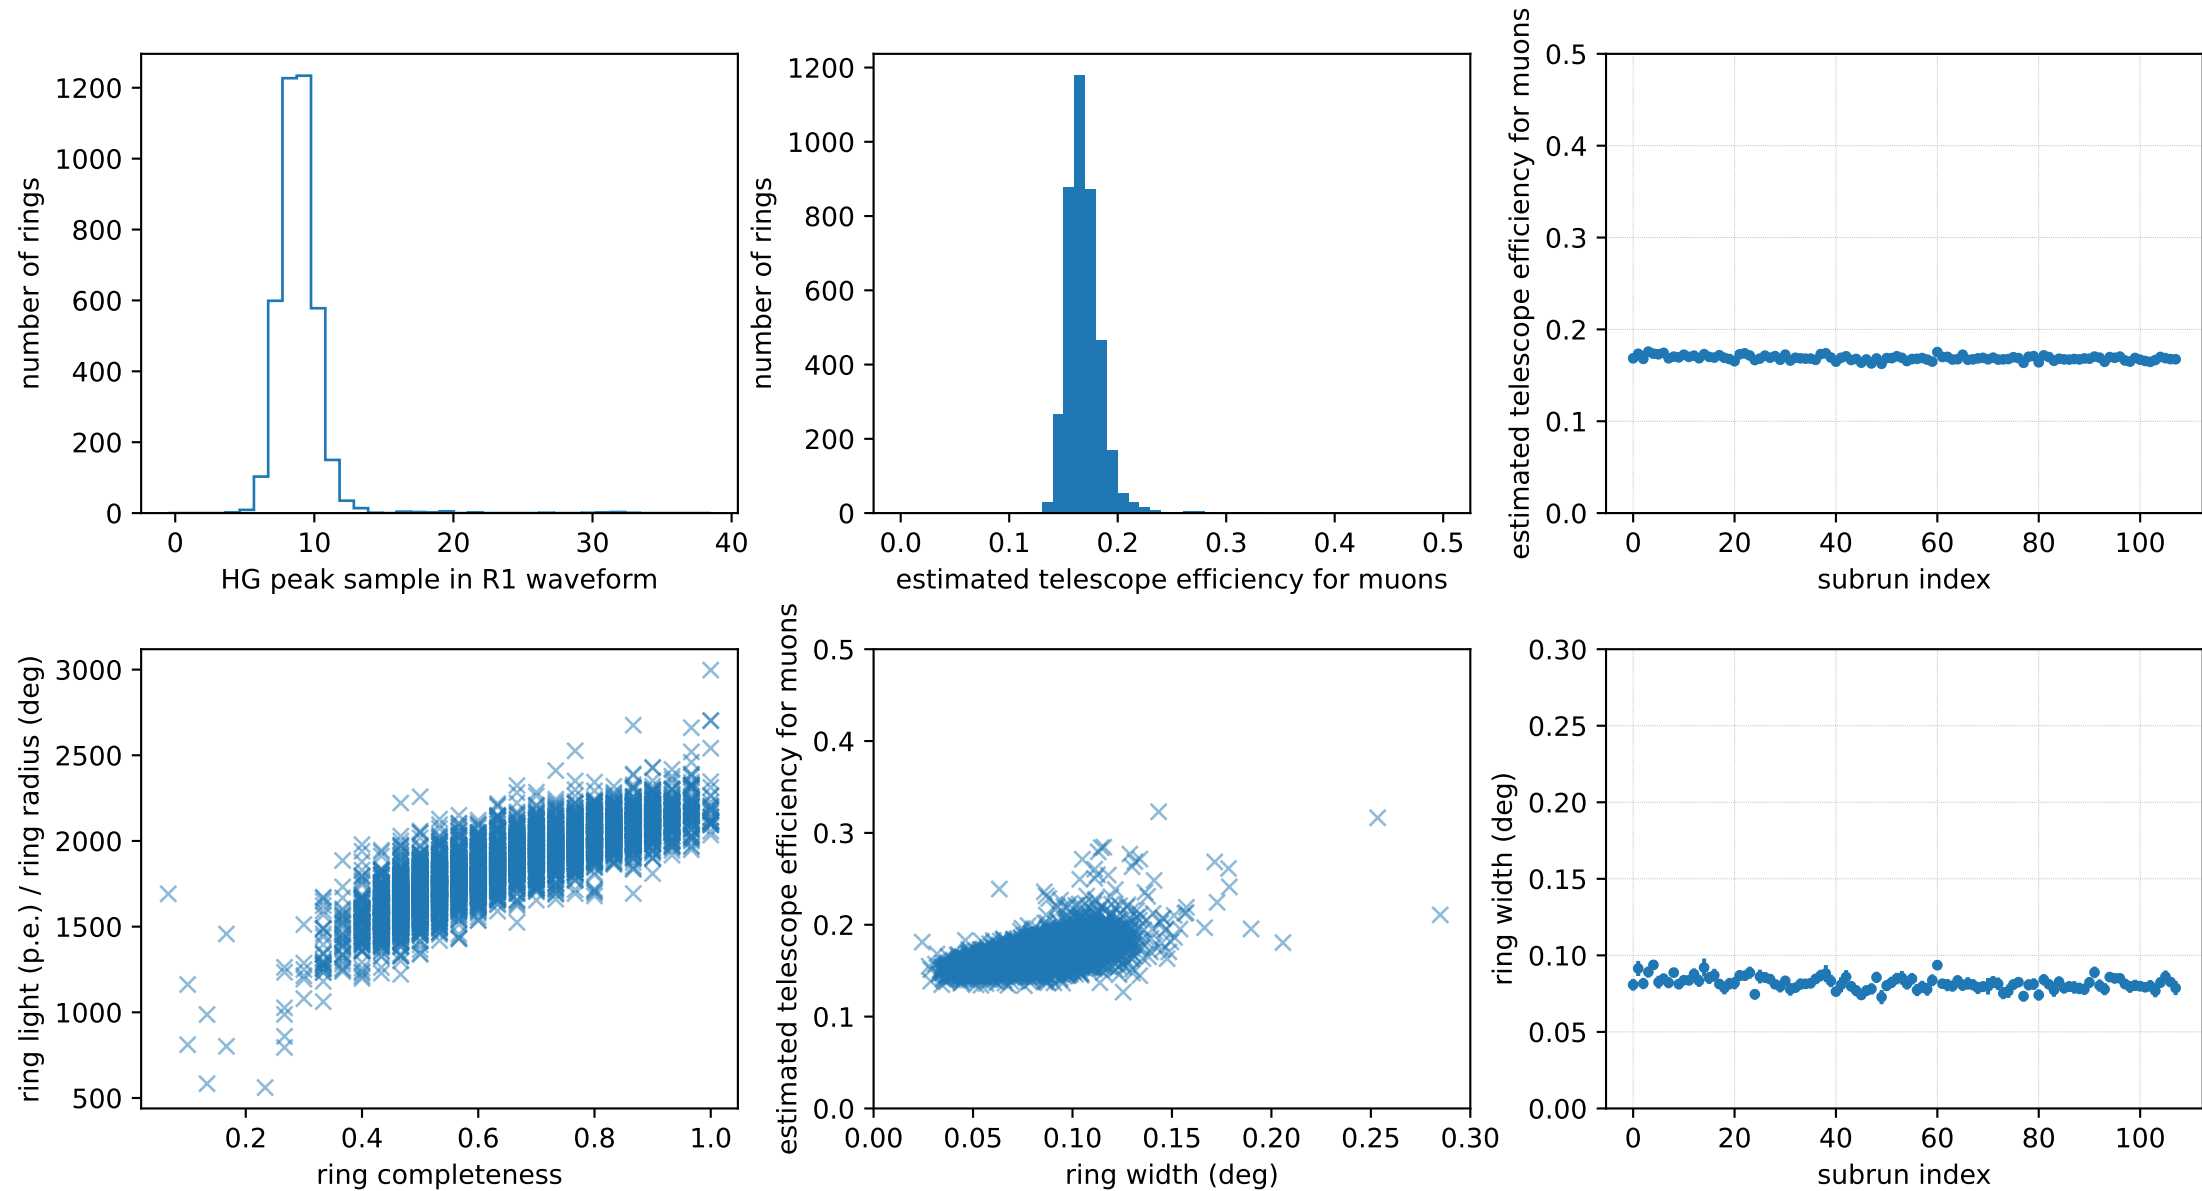 number of rings
1200
1000
800
600
400
200
0
0 10 20 30 40
HG peak sample in R1 waveform
number of rings
1200
1000
800
600
400
200
0
0.0 0.1 0.2 0.3 0.4 0.5
estimated telescope efficiency for muons
estimated telescope efficiency for muons
0.5
0.4
0.3
0.2
0.1
0.0
0 20 40 60 80 100
subrun index
ring light (p.e.) / ring radius (deg)
3000
2500
2000
1500
1000
500
0.2 0.4 0.6 0.8 1.0
ring completeness
estimated telescope efficiency for muons
0.5
0.4
0.3
0.2
0.1
0.0
0.00 0.05 0.10 0.15 0.20 0.25 0.30
ring width (deg)
ring width (deg)
0.30
0.25
0.20
0.15
0.10
0.05
0.00
0 20 40 60 80 100
subrun index